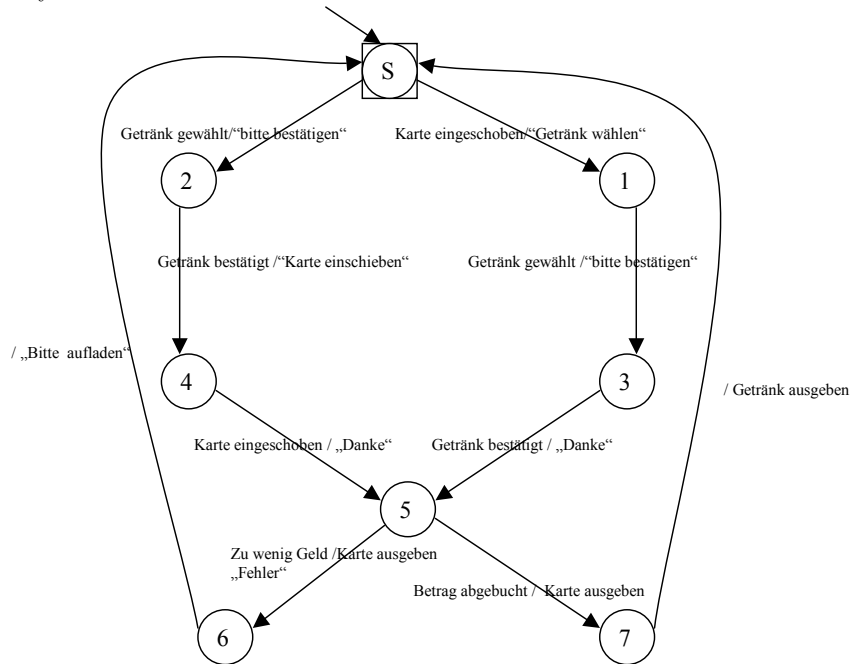 S
Getränk gewählt/“bitte bestätigen“
Karte eingeschoben/“Getränk wählen“
2
1
Getränk bestätigt /“Karte einschieben“
Getränk gewählt /“bitte bestätigen“
/ „Bitte aufladen“
4
3
/ Getränk ausgeben
Karte eingeschoben / „Danke“
Getränk bestätigt / „Danke“
5
Zu wenig Geld /Karte ausgeben
„Fehler“
Betrag abgebucht / Karte ausgeben
6
7